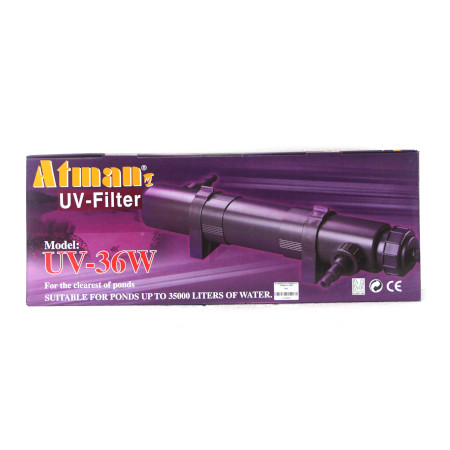 Atman®
UV-Filter
Model:
UV-36W
For the clearest of ponds
SUITABLE FOR PONDS UP TO 35000 LITERS OF WATER.
CE